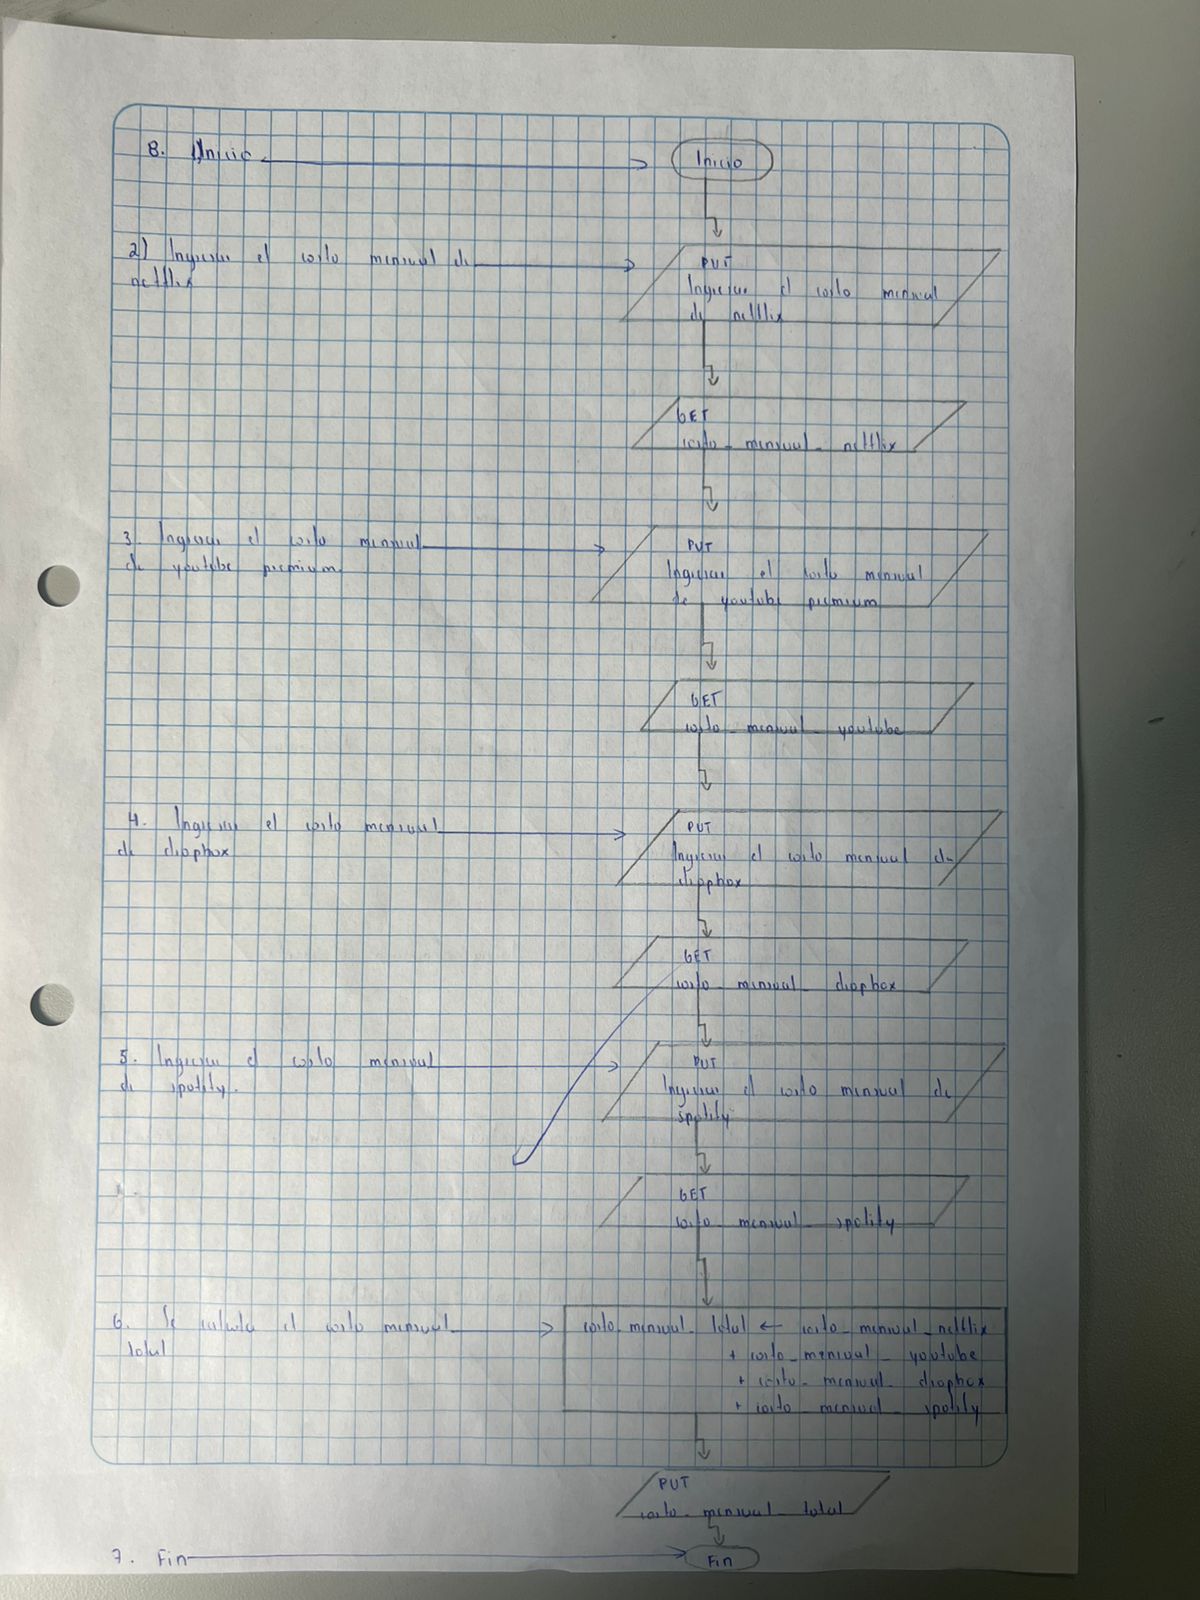 8. Inicio
Inicio
2) Ingresar el costo mensual de
netflix
PUT
Ingresar el costo mensual
de netflix
GET
costo_mensual_netflix
3. Ingresar el costo mensual
de youtube premium
PUT
Ingresar el costo mensual
de youtube premium
GET
costo_mensual_youtube
4. Ingresar el costo mensual
de dropbox
PUT
Ingresar el costo mensual de
dropbox
GET
costo_mensual_dropbox
5. Ingresar el costo mensual
de spotify.
PUT
Ingresar el costo mensual de
spotify
GET
costo_mensual_spotify
6. Se calcula el costo mensual
total
costo_mensual_total ← costo_mensual_netflix
+ costo_mensual_youtube
+ costo_mensual_dropbox
+ costo_mensual_spotify
PUT
costo_mensual_total
7. Fin
Fin